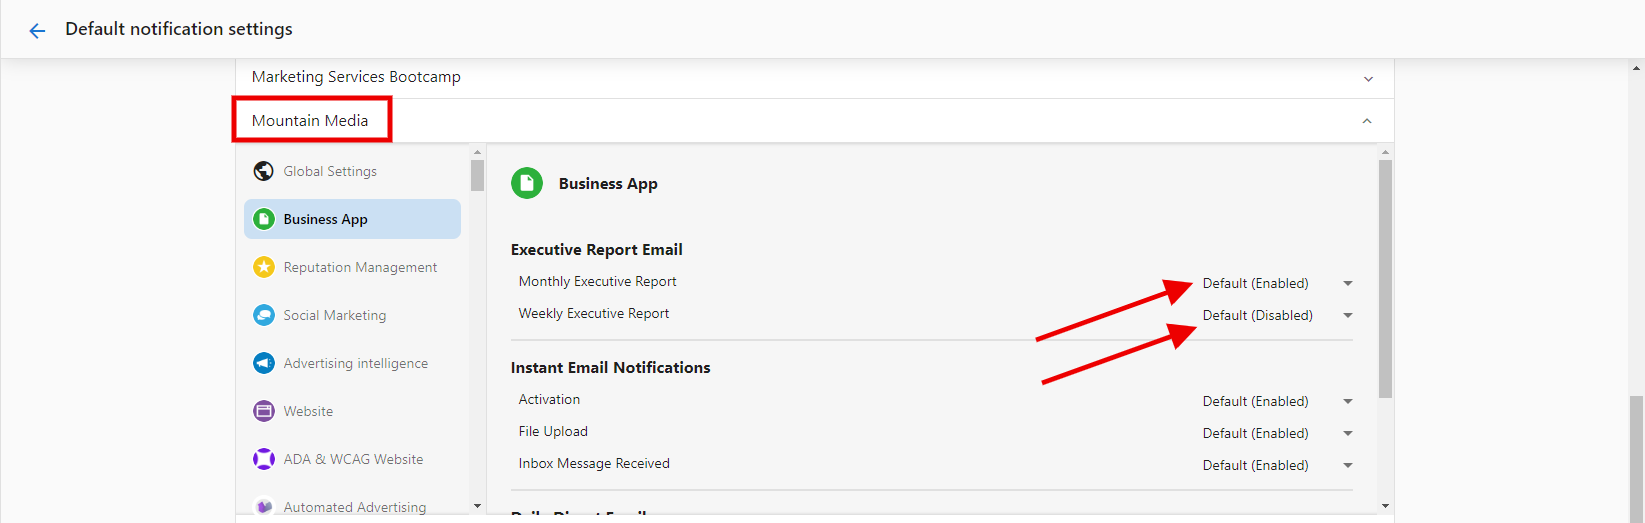 Default notification settings
Marketing Services Bootcamp
Mountain Media
Global Settings
Business App
Reputation Management
Social Marketing
Advertising intelligence
Website
ADA & WCAG Website
Automated Advertising
Business App
Executive Report Email
Monthly Executive Report Default (Enabled)
Weekly Executive Report Default (Disabled)
Instant Email Notifications
Activation Default (Enabled)
File Upload Default (Enabled)
Inbox Message Received Default (Enabled)